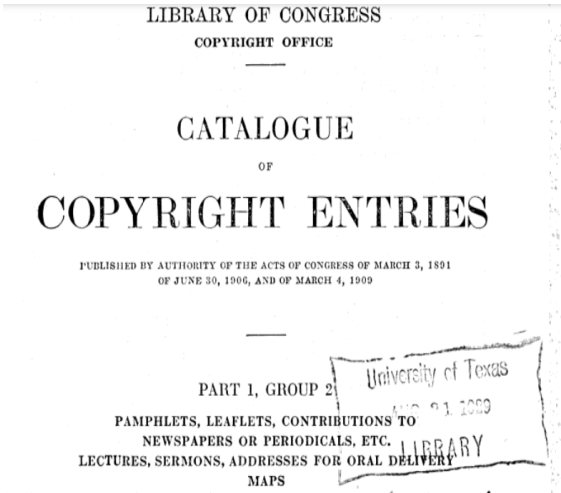 LIBRARY OF CONGRESS
COPYRIGHT OFFICE
CATALOGUE
OF
COPYRIGHT ENTRIES
PUBLISHED BY AUTHORITY OF THE ACTS OF CONGRESS OF MARCH 3, 1891
OF JUNE 30, 1906, AND OF MARCH 4, 1909
PART 1, GROUP 2
University of Texas
LIBRARY
PAMPHLETS, LEAFLETS, CONTRIBUTIONS TO
NEWSPAPERS OR PERIODICALS, ETC.
LECTURES, SERMONS, ADDRESSES FOR ORAL DELIVERY
MAPS